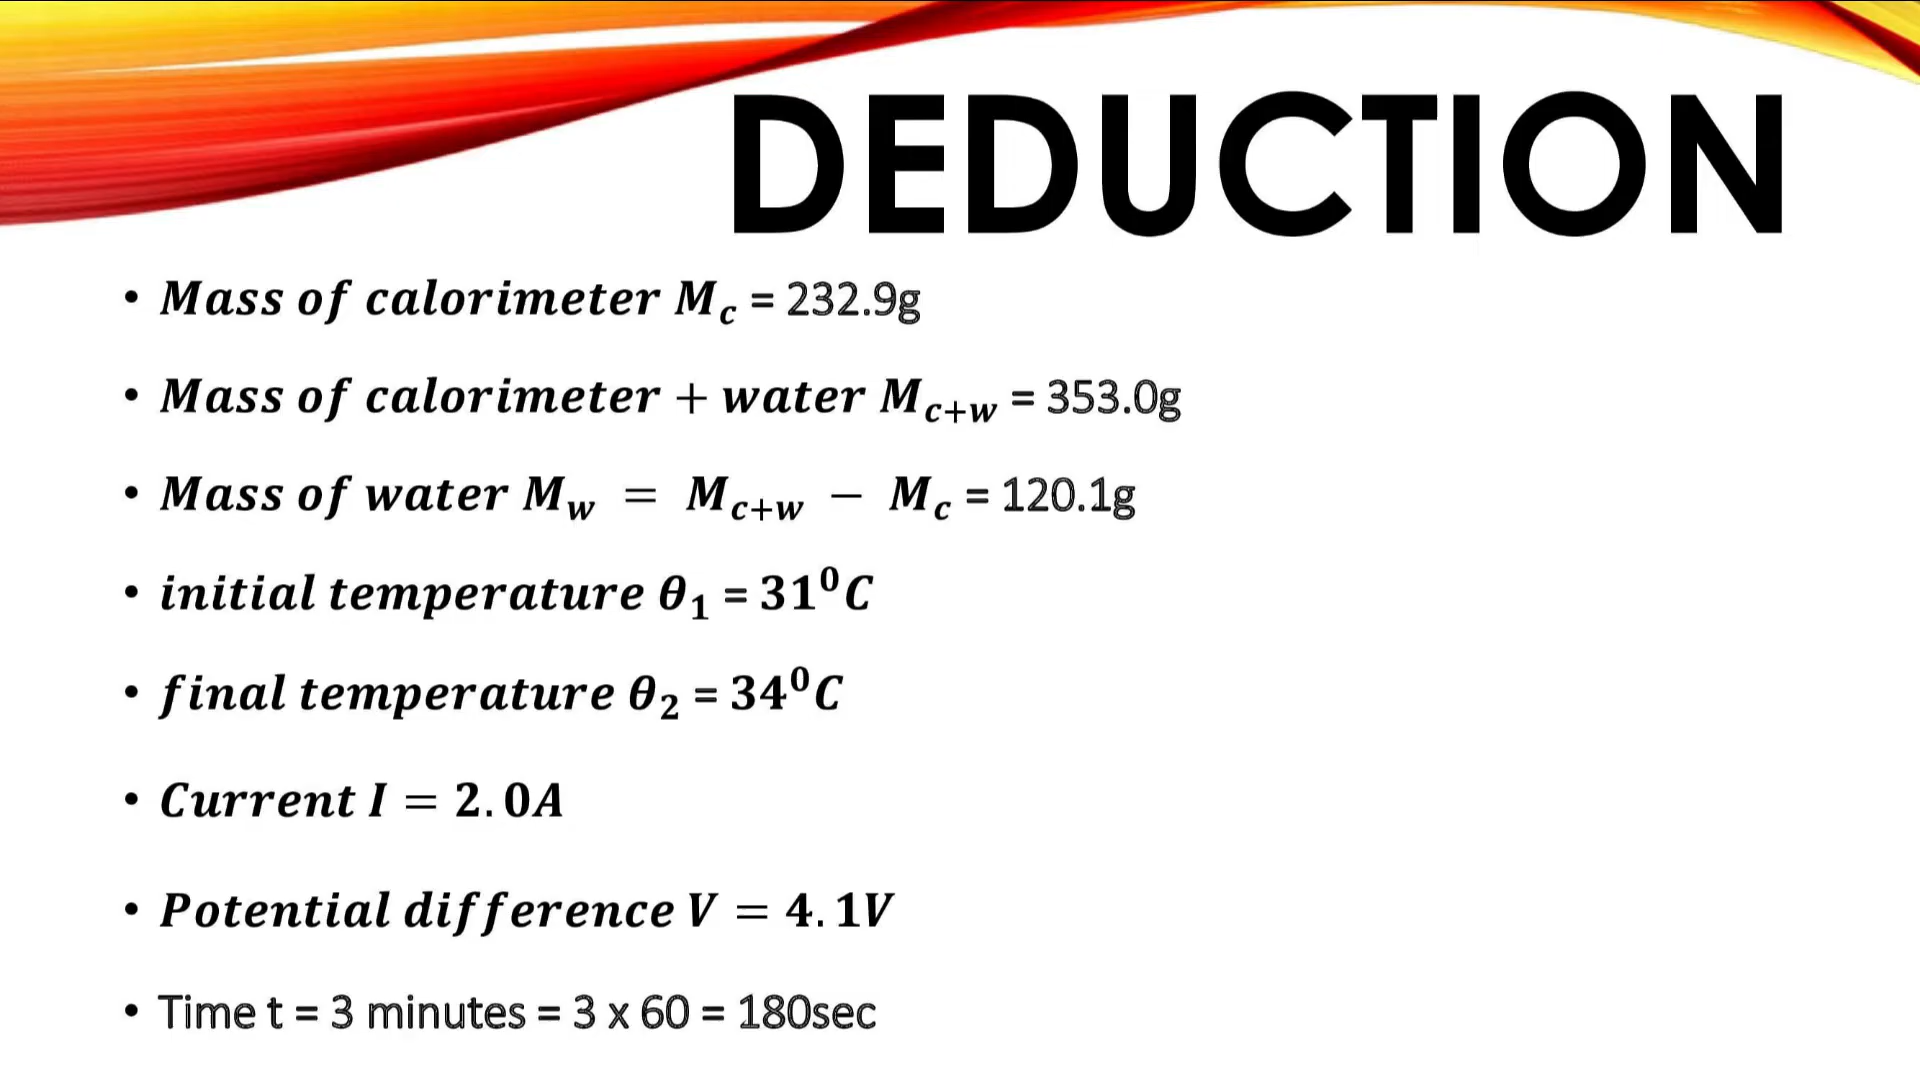 DEDUCTION
• Mass of calorimeter M_c = 232.9g
• Mass of calorimeter + water M_{c+w} = 353.0g
• Mass of water M_w = M_{c+w} − M_c = 120.1g
• initial temperature θ₁ = 31⁰C
• final temperature θ₂ = 34⁰C
• Current I = 2.0A
• Potential difference V = 4.1V
• Time t = 3 minutes = 3 x 60 = 180sec